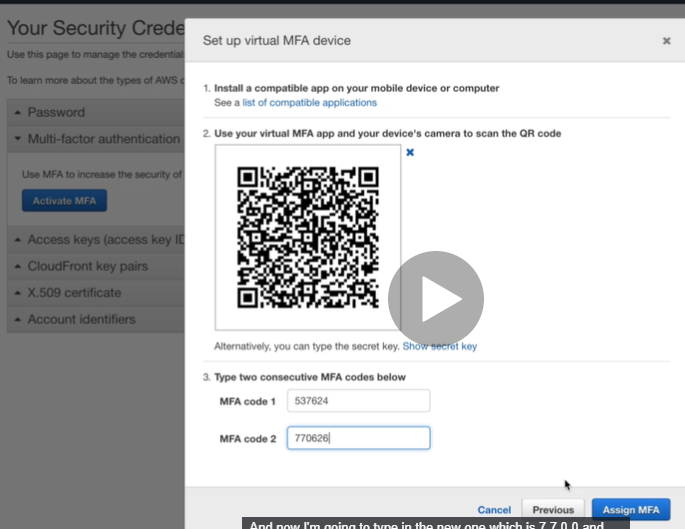 Your Security Crede
Use this page to manage the credential
To learn more about the types of AWS c
Password
Multi-factor authentication
Use MFA to increase the security of
Activate MFA
Access keys (access key ID
CloudFront key pairs
X.509 certificate
Account identifiers
Set up virtual MFA device
1. Install a compatible app on your mobile device or computer
See a list of compatible applications
2. Use your virtual MFA app and your device's camera to scan the QR code
Alternatively, you can type the secret key. Show secret key
3. Type two consecutive MFA codes below
MFA code 1 537624
MFA code 2 770626
Cancel Previous Assign MFA
And now I'm going to type in the new one which is 7 7 0 0 and